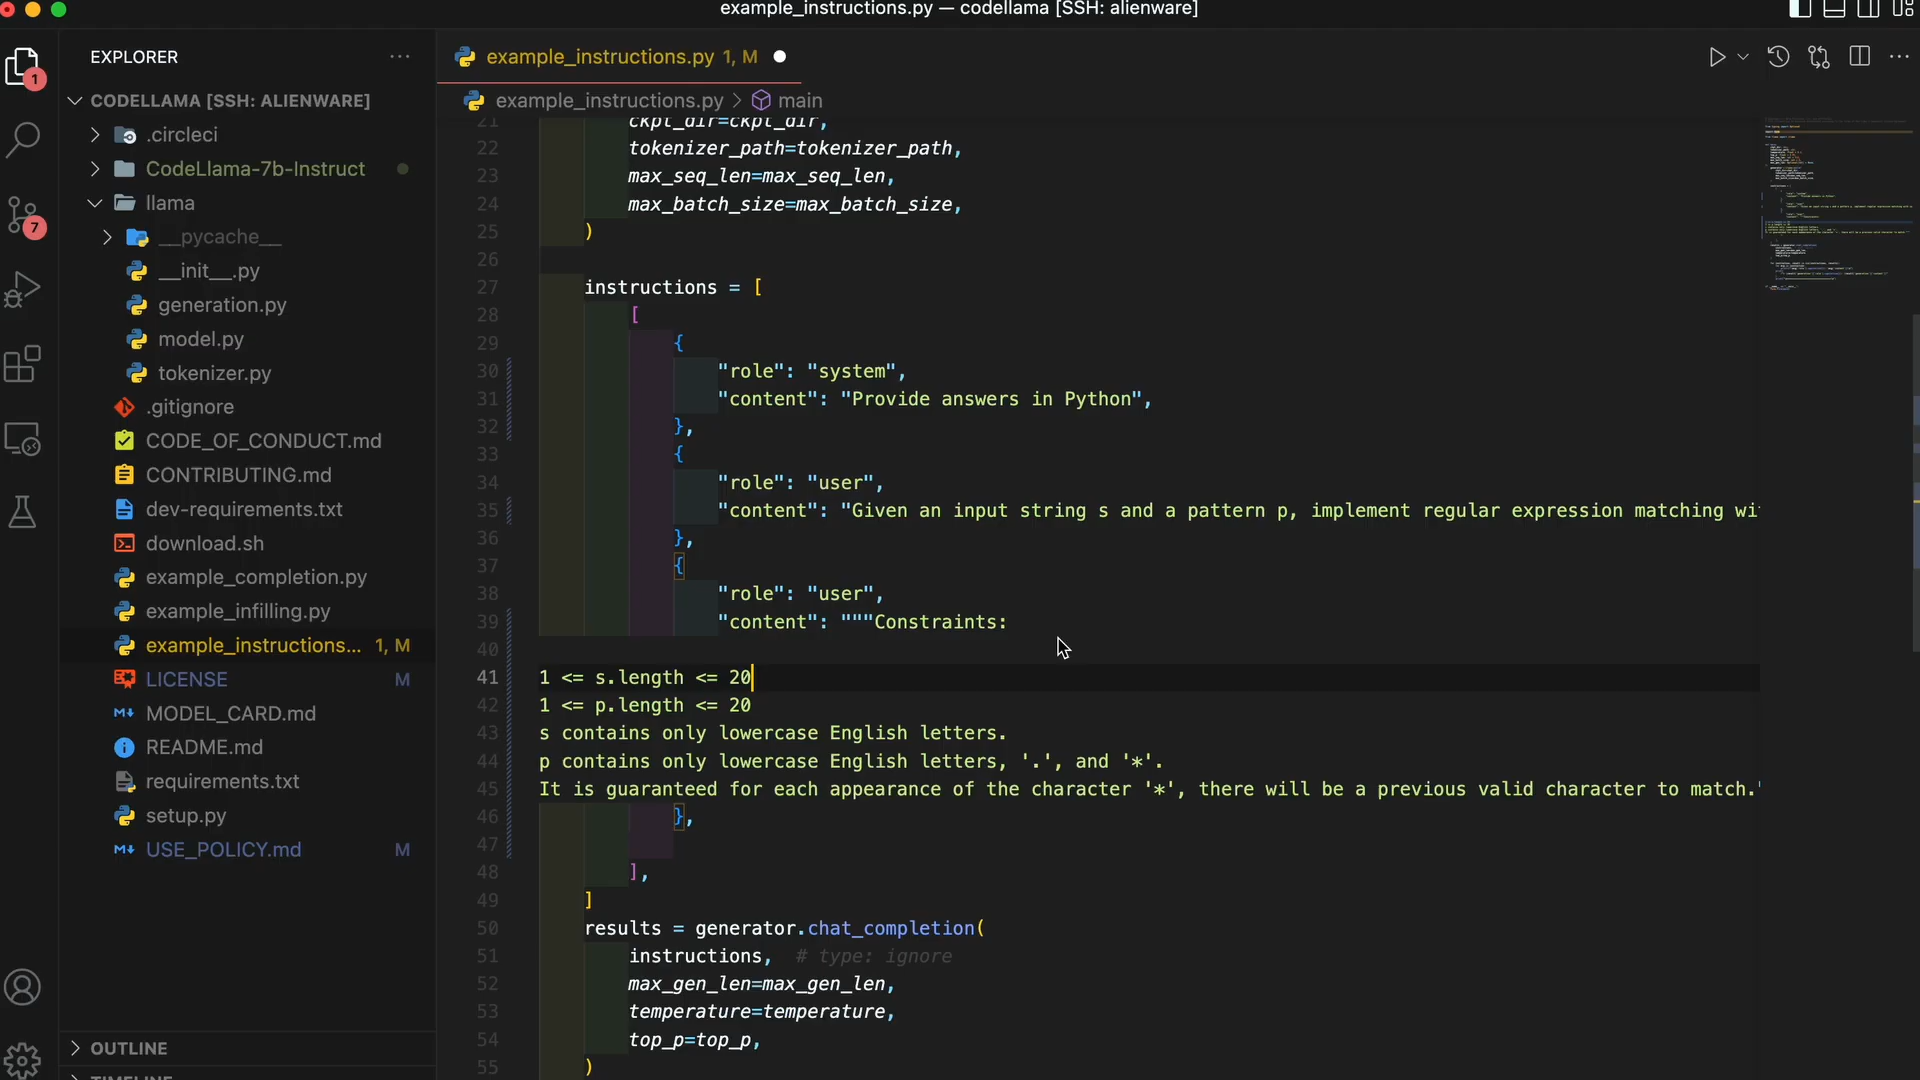 example_instructions.py — codellama [SSH: alienware]
EXPLORER
1
7
CODELLAMA [SSH: ALIENWARE]
.circleci
CodeLlama-7b-Instruct
llama
__pycache__
__init__.py
generation.py
model.py
tokenizer.py
.gitignore
CODE_OF_CONDUCT.md
CONTRIBUTING.md
dev-requirements.txt
download.sh
example_completion.py
example_infilling.py
example_instructions... 1, M
LICENSE M
MODEL_CARD.md
README.md
requirements.txt
setup.py
USE_POLICY.md M
OUTLINE
TIMELINE
example_instructions.py 1, M
example_instructions.py > main
21 ckpt_dir=ckpt_dir,
22 tokenizer_path=tokenizer_path,
23 max_seq_len=max_seq_len,
24 max_batch_size=max_batch_size,
25 )
26
27 instructions = [
28 [
29 {
30 "role": "system",
31 "content": "Provide answers in Python",
32 },
33 {
34 "role": "user",
35 "content": "Given an input string s and a pattern p, implement regular expression matching wi
36 },
37 {
38 "role": "user",
39 "content": """Constraints:
40
41 1 <= s.length <= 20
42 1 <= p.length <= 20
43 s contains only lowercase English letters.
44 p contains only lowercase English letters, '.', and '*'.
45 It is guaranteed for each appearance of the character '*', there will be a previous valid character to match.'
46 },
47
48 ],
49 ]
50 results = generator.chat_completion(
51 instructions, # type: ignore
52 max_gen_len=max_gen_len,
53 temperature=temperature,
54 top_p=top_p,
55 )